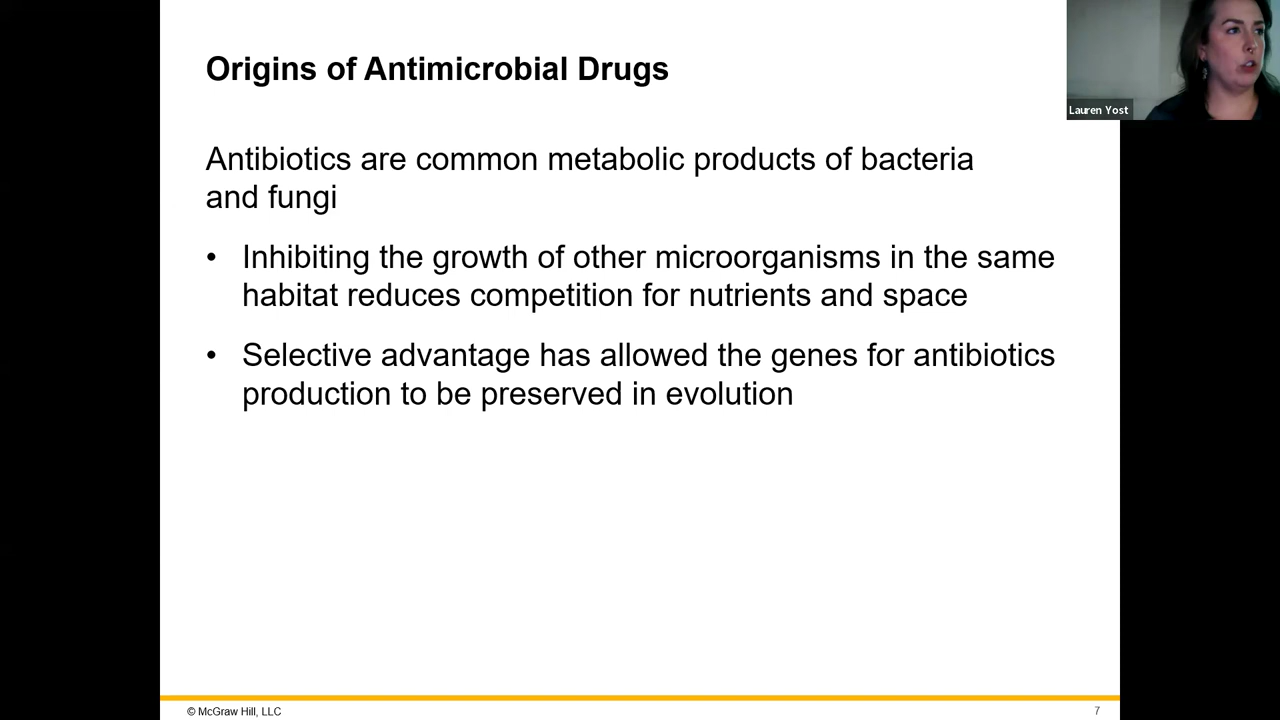 Origins of Antimicrobial Drugs
Lauren Yost
Antibiotics are common metabolic products of bacteria
and fungi
• Inhibiting the growth of other microorganisms in the same
habitat reduces competition for nutrients and space
• Selective advantage has allowed the genes for antibiotics
production to be preserved in evolution
© McGraw Hill, LLC
7